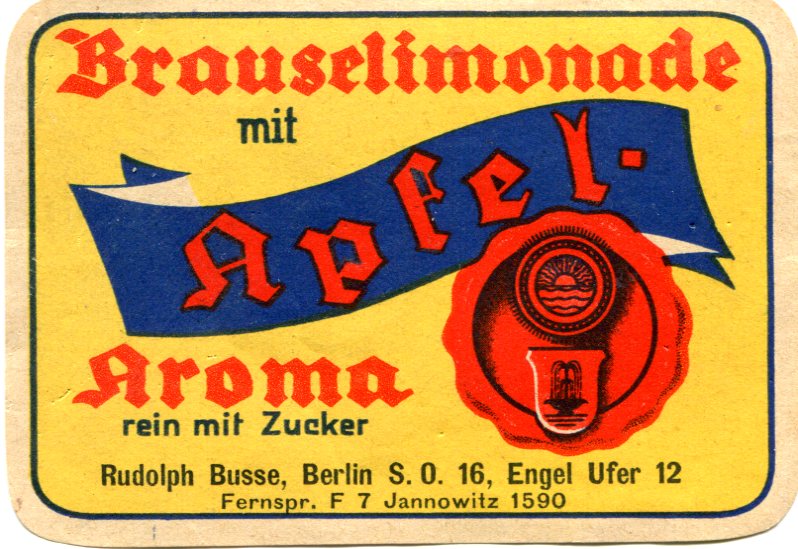 Brauselimonade
mit
Apfel-
Aroma
rein mit Zucker
Rudolph Busse, Berlin S.O. 16, Engel Ufer 12
Fernspr. F 7 Jannowitz 1590